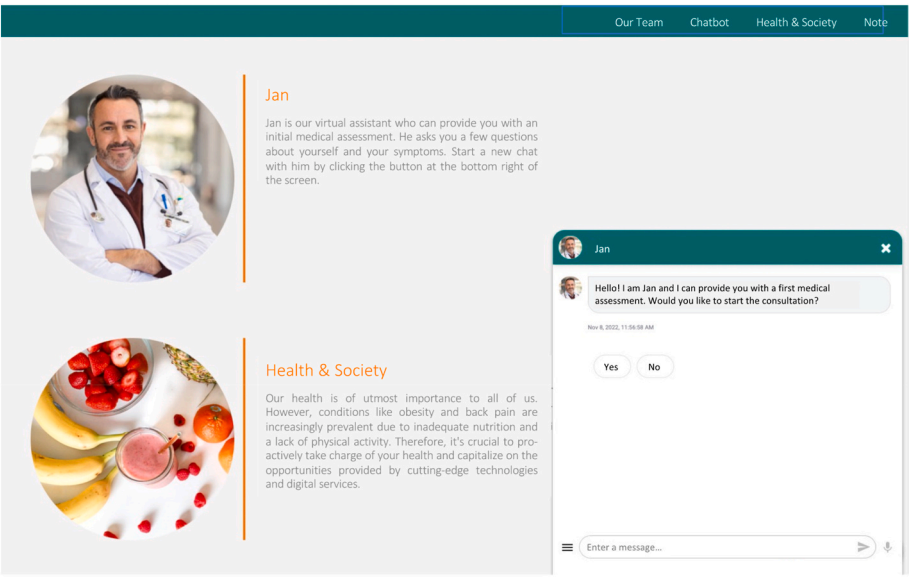 Our Team Chatbot Health & Society Note
Jan
Jan is our virtual assistant who can provide you with an
initial medical assessment. He asks you a few questions
about yourself and your symptoms. Start a new chat
with him by clicking the button at the bottom right of
the screen.
Health & Society
Our health is of utmost importance to all of us.
However, conditions like obesity and back pain are
increasingly prevalent due to inadequate nutrition and
a lack of physical activity. Therefore, it's crucial to pro-
actively take charge of your health and capitalize on the
opportunities provided by cutting-edge technologies
and digital services.
Jan
Hello! I am Jan and I can provide you with a first medical
assessment. Would you like to start the consultation?
Nov 8, 2022, 11:56:58 AM
Yes No
Enter a message...